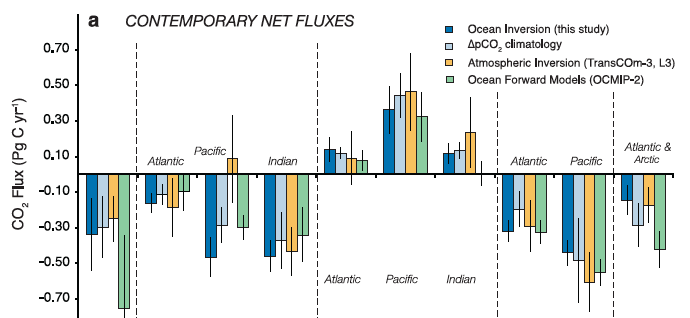 a CONTEMPORARY NET FLUXES
Ocean Inversion (this study)
ΔpCO₂ climatology
Atmospheric Inversion (TransCOm-3, L3)
Ocean Forward Models (OCMIP-2)
CO₂ Flux (Pg C yr⁻¹)
0.70
0.50
0.30
0.10
-0.10
-0.30
-0.50
-0.70
Atlantic
Pacific
Indian
Atlantic
Pacific
Indian
Atlantic
Pacific
Atlantic &
Arctic